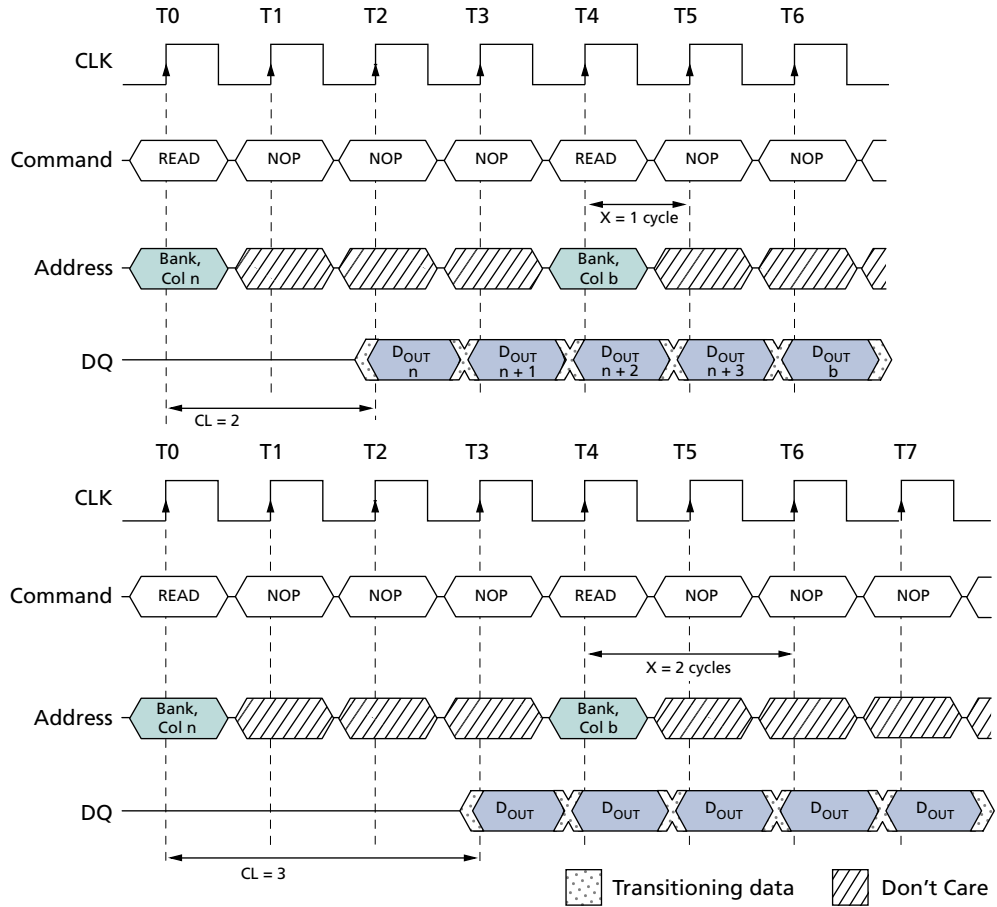 T0 T1 T2 T3 T4 T5 T6
CLK
Command READ NOP NOP NOP READ NOP NOP
X = 1 cycle
Address Bank, Col n Bank, Col b
DQ DOUT n DOUT n + 1 DOUT n + 2 DOUT n + 3 DOUT b
CL = 2
T0 T1 T2 T3 T4 T5 T6 T7
CLK
Command READ NOP NOP NOP READ NOP NOP NOP
X = 2 cycles
Address Bank, Col n Bank, Col b
DQ DOUT DOUT DOUT DOUT DOUT
CL = 3
Transitioning data Don't Care